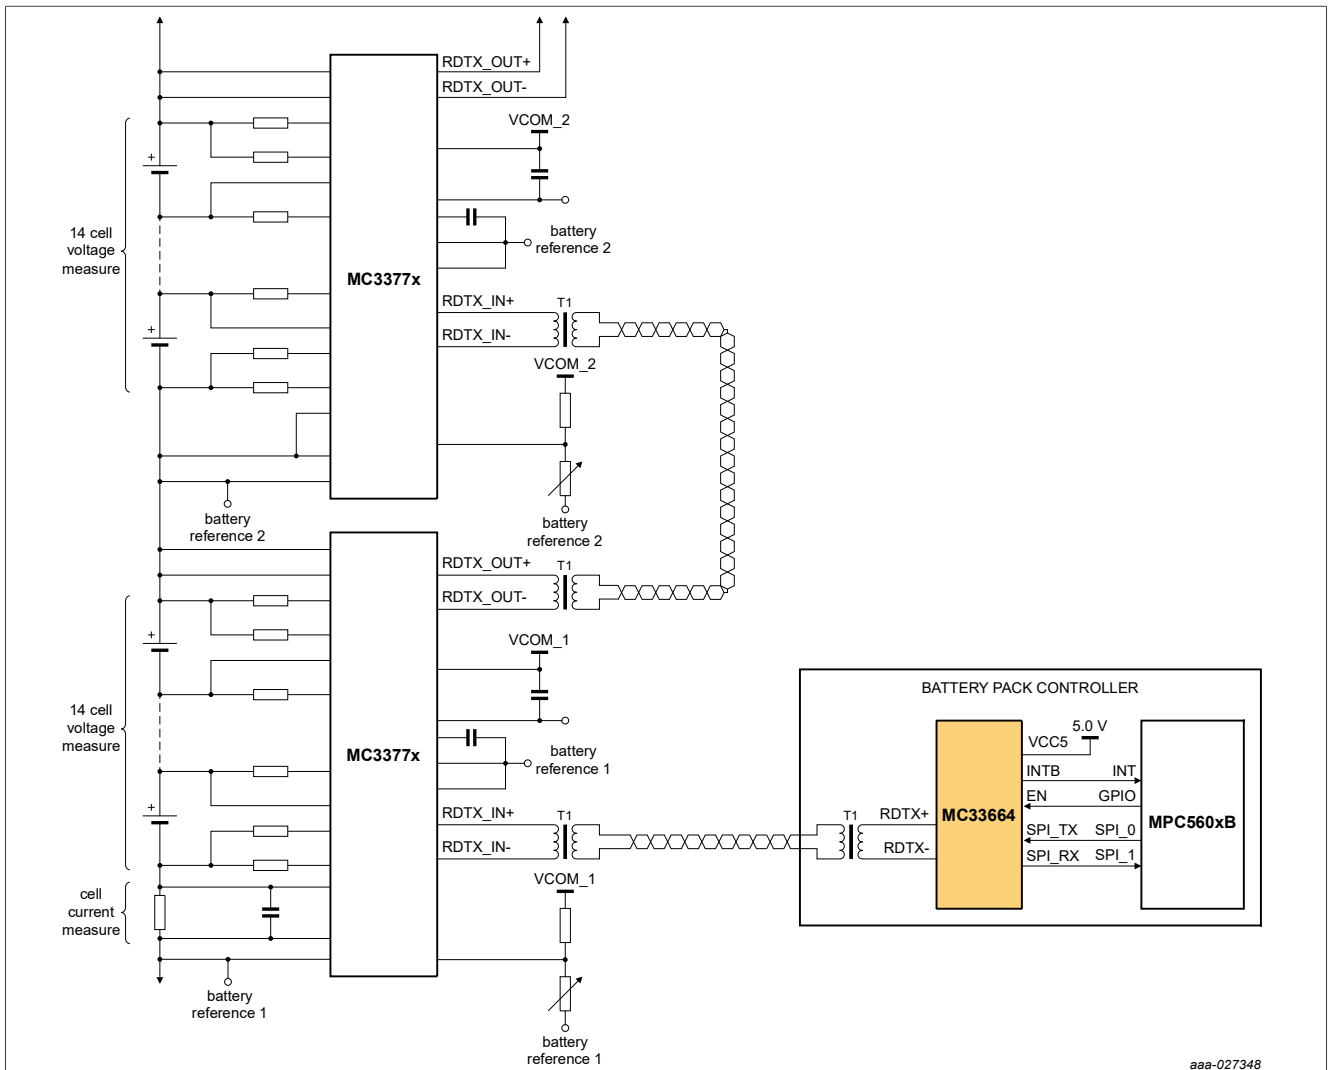 RDTX_OUT+
RDTX_OUT-
VCOM_2
14 cell
voltage
measure
MC3377x
battery
reference 2
RDTX_IN+
T1
RDTX_IN-
VCOM_2
battery
reference 2
battery
reference 2
RDTX_OUT+
T1
RDTX_OUT-
VCOM_1
14 cell
voltage
measure
MC3377x
battery
reference 1
RDTX_IN+
T1
RDTX_IN-
VCOM_1
cell
current
measure
battery
reference 1
battery
reference 1
BATTERY PACK CONTROLLER
5.0 V
VCC5
INTB INT
EN GPIO
T1
RDTX+
RDTX-
MC33664
SPI_TX SPI_0
SPI_RX SPI_1
MPC560xB
+
+
+
+
aaa-027348